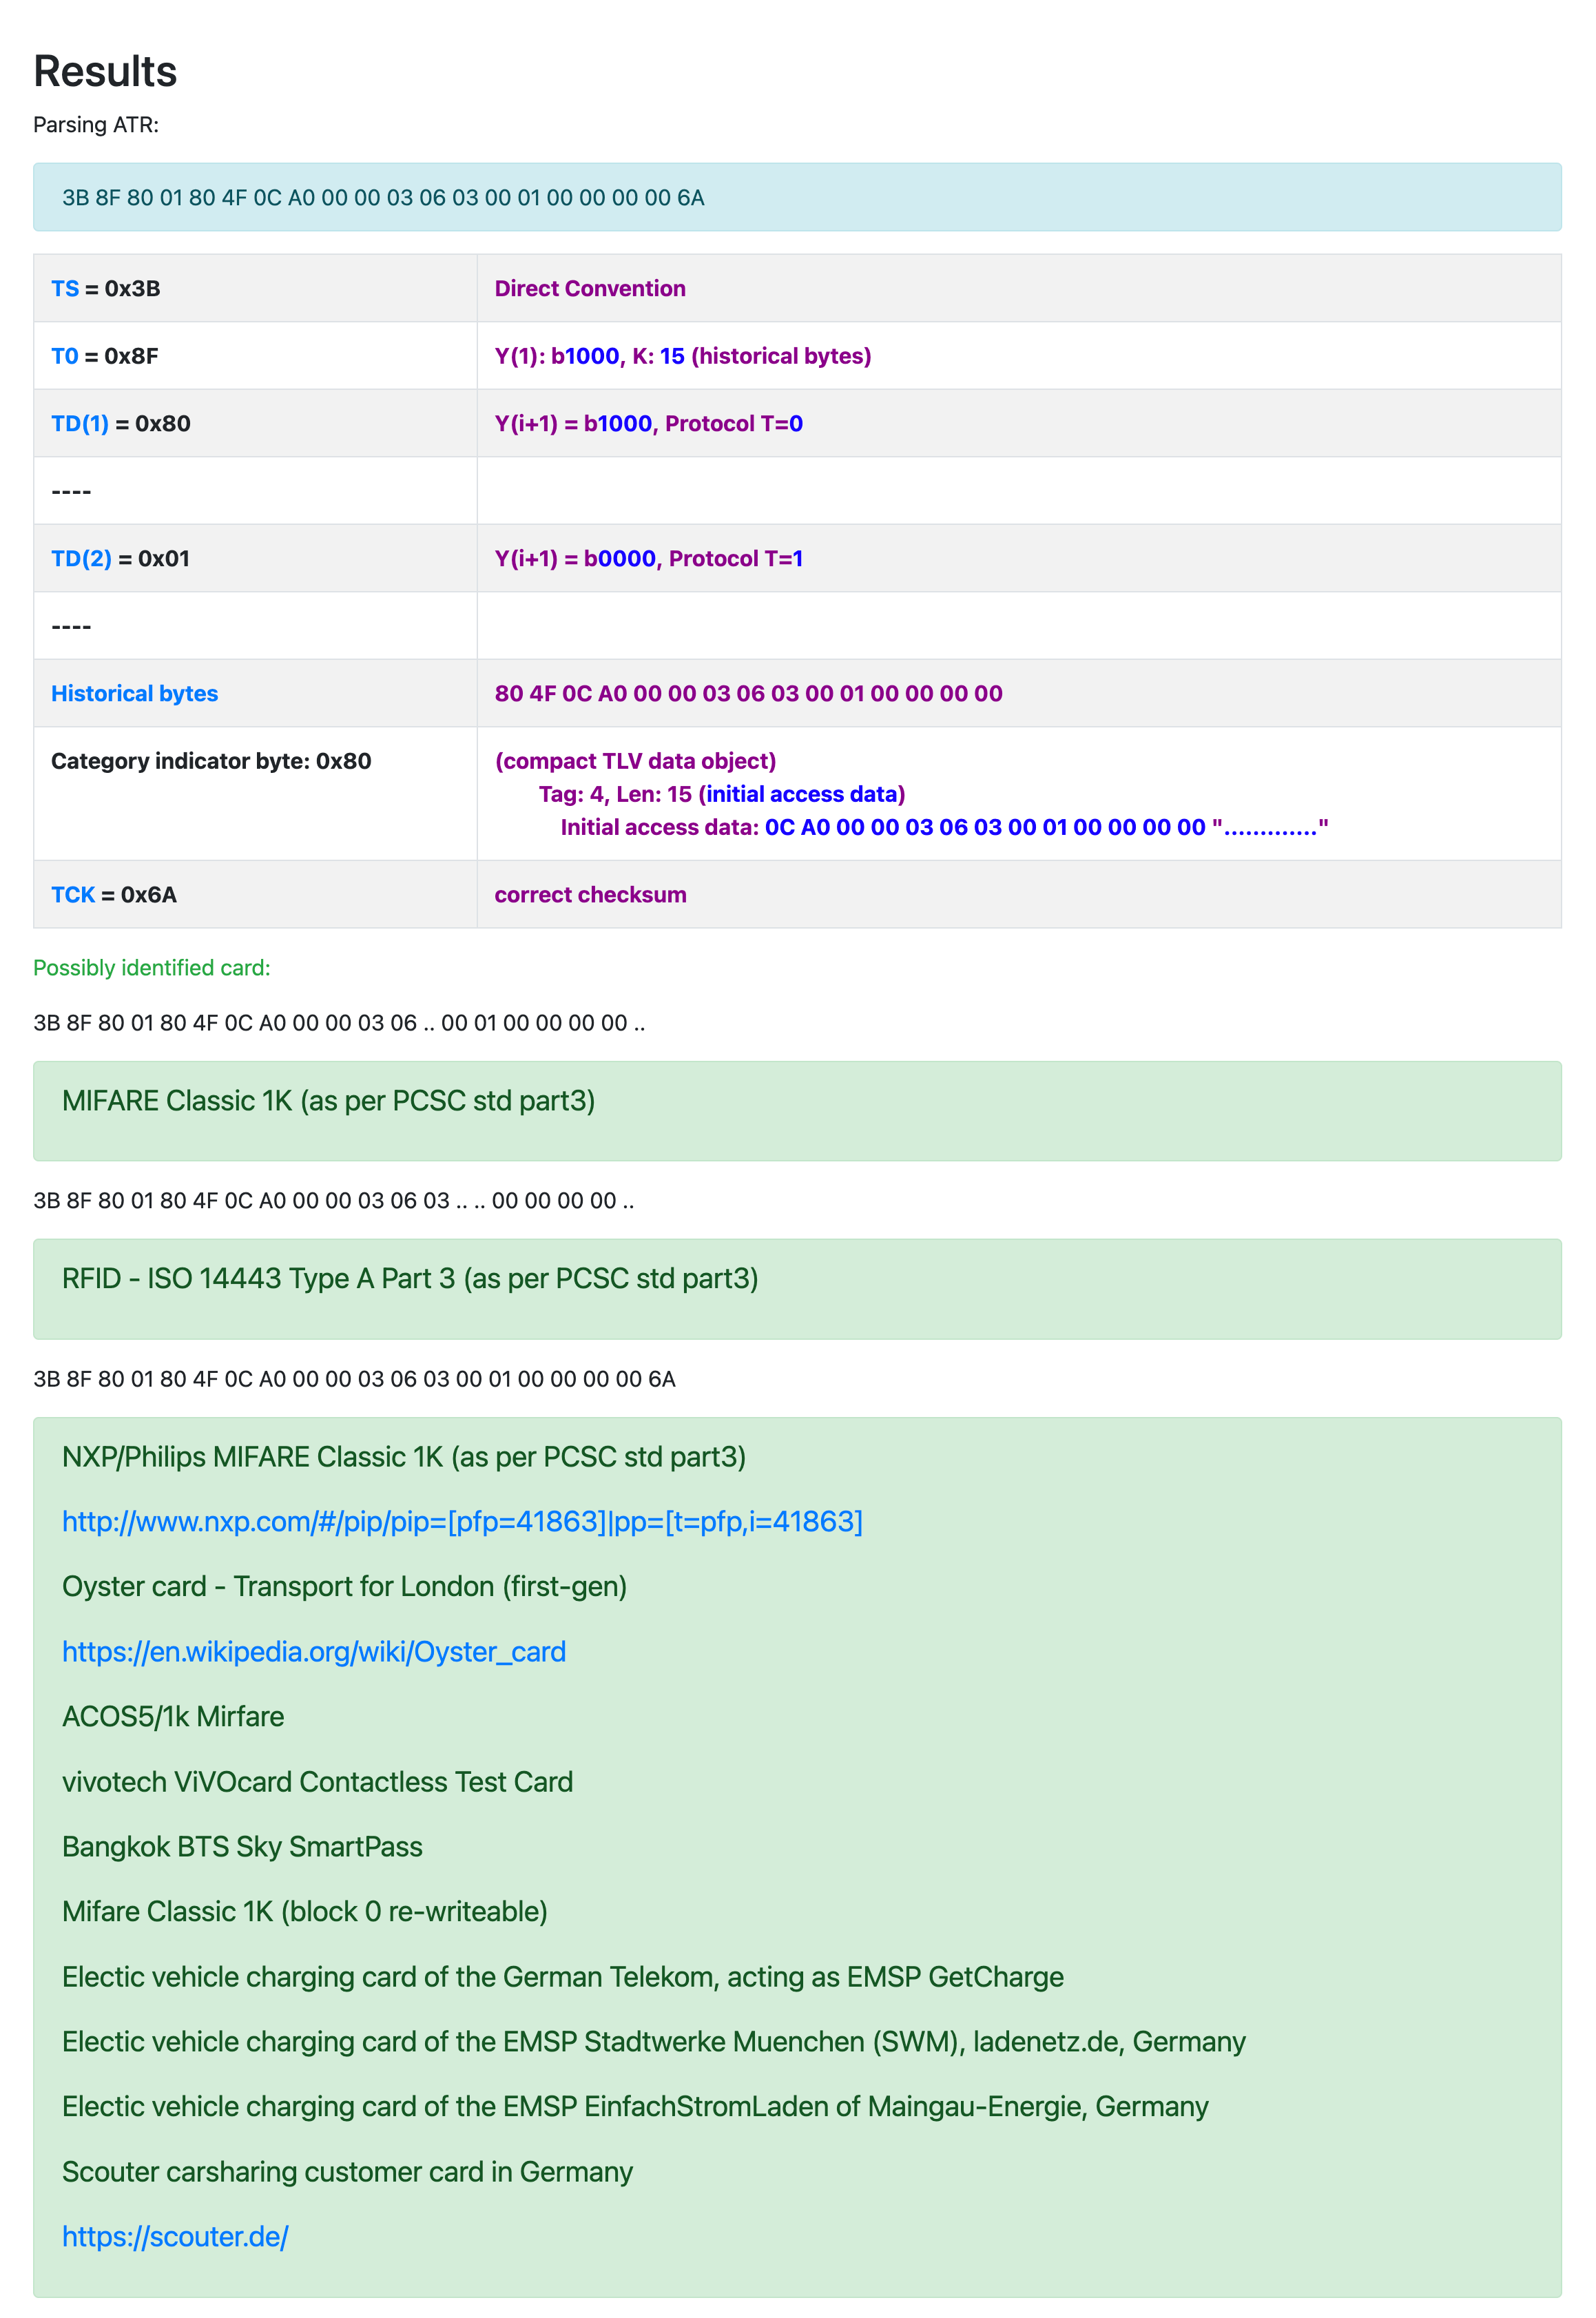 Results
Parsing ATR:
3B 8F 80 01 80 4F 0C A0 00 00 03 06 03 00 01 00 00 00 00 6A
TS = 0x3B Direct Convention
T0 = 0x8F Y(1): b1000, K: 15 (historical bytes)
TD(1) = 0x80 Y(i+1) = b1000, Protocol T=0
----
TD(2) = 0x01 Y(i+1) = b0000, Protocol T=1
----
Historical bytes 80 4F 0C A0 00 00 03 06 03 00 01 00 00 00 00
Category indicator byte: 0x80 (compact TLV data object)
Tag: 4, Len: 15 (initial access data)
Initial access data: 0C A0 00 00 03 06 03 00 01 00 00 00 00 "............."
TCK = 0x6A correct checksum
Possibly identified card:
3B 8F 80 01 80 4F 0C A0 00 00 03 06 .. 00 01 00 00 00 00 ..
MIFARE Classic 1K (as per PCSC std part3)
3B 8F 80 01 80 4F 0C A0 00 00 03 06 03 .. .. 00 00 00 00 ..
RFID - ISO 14443 Type A Part 3 (as per PCSC std part3)
3B 8F 80 01 80 4F 0C A0 00 00 03 06 03 00 01 00 00 00 00 6A
NXP/Philips MIFARE Classic 1K (as per PCSC std part3)
http://www.nxp.com/#/pip/pip=[pfp=41863]|pp=[t=pfp,i=41863]
Oyster card - Transport for London (first-gen)
https://en.wikipedia.org/wiki/Oyster_card
ACOS5/1k Mirfare
vivotech ViVOcard Contactless Test Card
Bangkok BTS Sky SmartPass
Mifare Classic 1K (block 0 re-writeable)
Electic vehicle charging card of the German Telekom, acting as EMSP GetCharge
Electic vehicle charging card of the EMSP Stadtwerke Muenchen (SWM), ladenetz.de, Germany
Electic vehicle charging card of the EMSP EinfachStromLaden of Maingau-Energie, Germany
Scouter carsharing customer card in Germany
https://scouter.de/